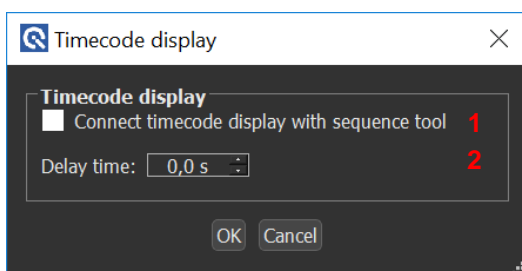 Timecode display
Timecode display
Connect timecode display with sequence tool 1
Delay time: 0,0 s 2
OK Cancel